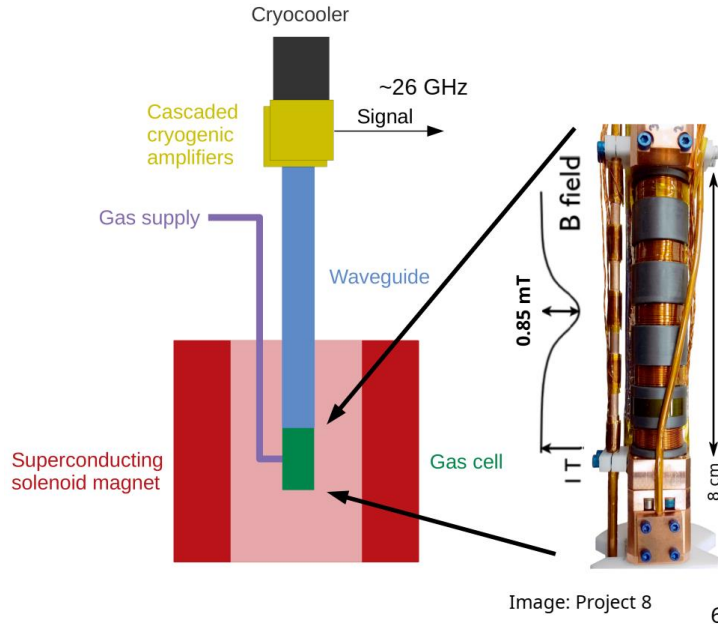 Cryocooler
~26 GHz
Signal
Cascaded
cryogenic
amplifiers
Gas supply
Waveguide
B field
0.85 mT
1 T
8 cm
Superconducting
solenoid magnet
Gas cell
Image: Project 8
6